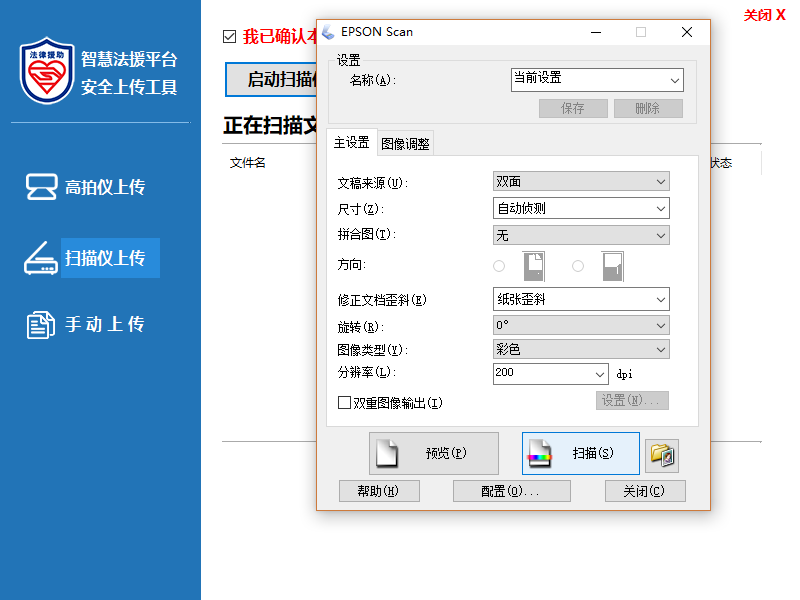 关闭 X
法律援助
智慧法援平台
安全上传工具
高拍仪上传
扫描仪上传
手动上传
我已确认本
启动扫描仪
正在扫描文
文件名
状态
EPSON Scan
设置
名称(A):
当前设置
保存
删除
主设置
图像调整
文稿来源(U):
双面
尺寸(Z):
自动侦测
拼合图(T):
无
方向:
修正文档歪斜(E)
纸张歪斜
旋转(R):
0°
图像类型(Y):
彩色
分辨率(L):
200
dpi
双重图像输出(I)
设置(N)...
预览(P)
扫描(S)
帮助(H)
配置(O)...
关闭(C)